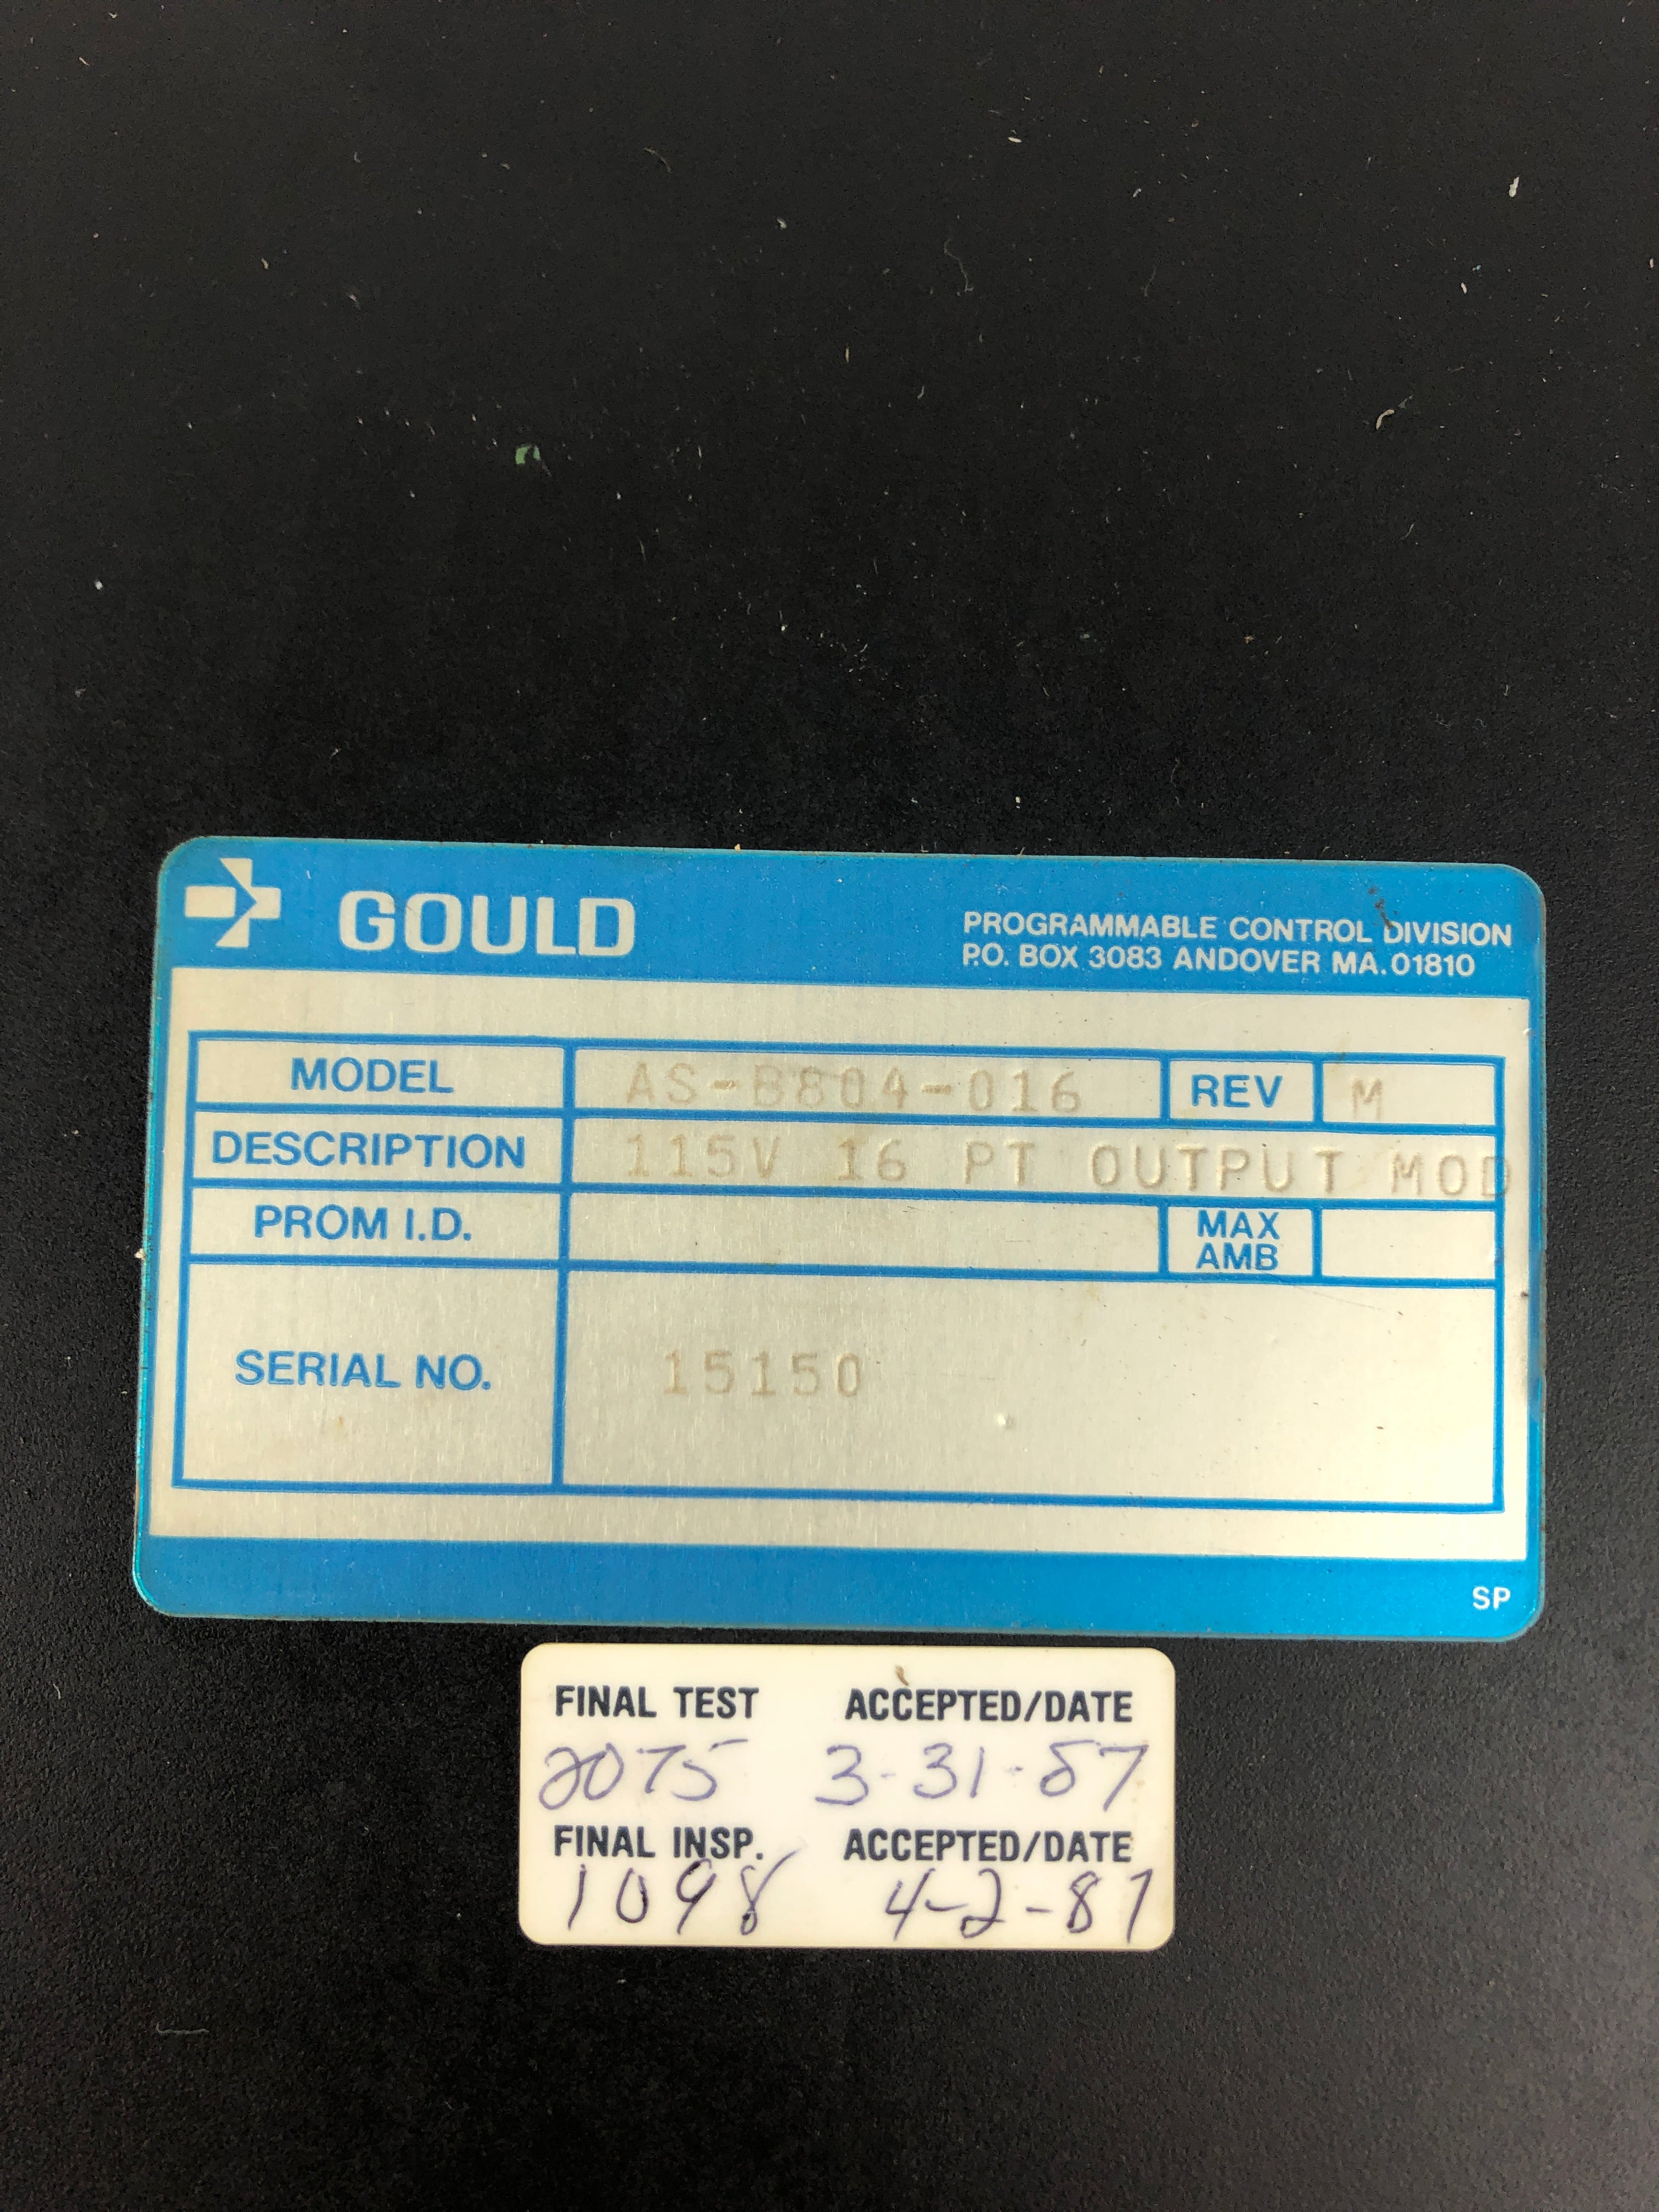 GOULD
PROGRAMMABLE CONTROL DIVISION
P.O. BOX 3083 ANDOVER MA. 01810
MODEL AS-B804-016 REV M
DESCRIPTION 115V 16 PT OUTPUT MOD
PROM I.D. MAX AMB
SERIAL NO. 15150
SP
FINAL TEST ACCEPTED/DATE
2075 3-31-87
FINAL INSP. ACCEPTED/DATE
1098 4-2-87